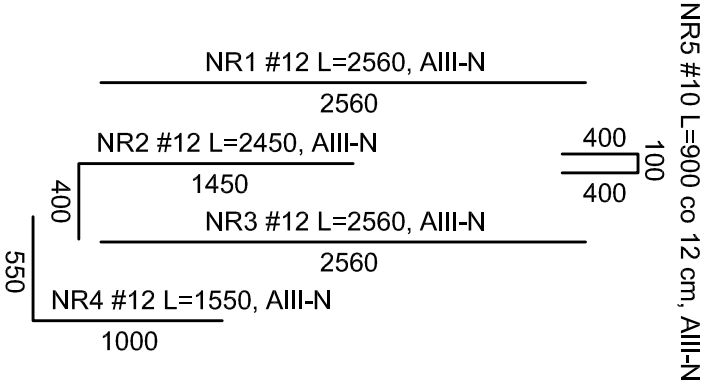 NR1 #12 L=2560, AIII-N
2560
NR2 #12 L=2450, AIII-N
1450
400
NR3 #12 L=2560, AIII-N
2560
550
NR4 #12 L=1550, AIII-N
1000
400
100
400
NR5 #10 L=900 co 12 cm, AIII-N